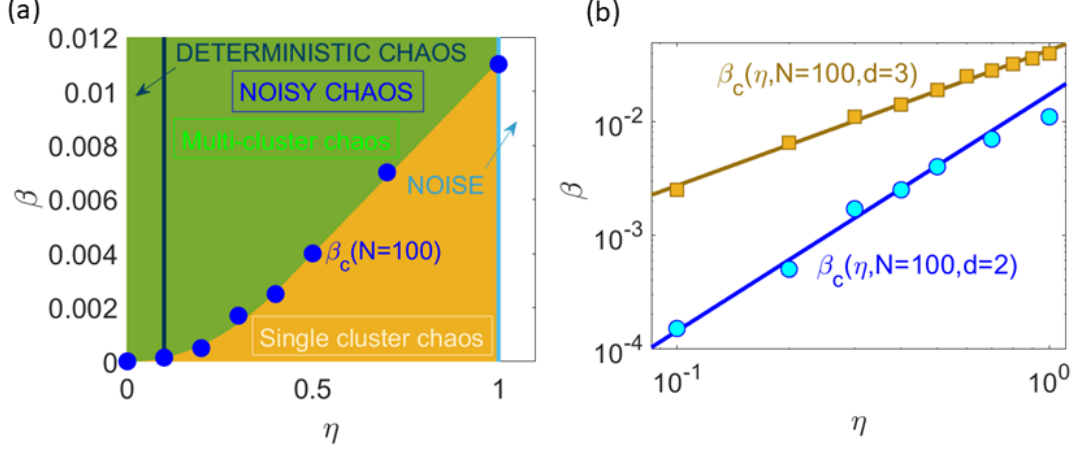 (a)
0.012
0.01
0.008
0.006
0.004
0.002
0
β
DETERMINISTIC CHAOS
NOISY CHAOS
Multi-cluster chaos
NOISE
β_c(N=100)
Single cluster chaos
0
0.5
1
η
(b)
10^-2
10^-3
10^-4
β
β_c(η,N=100,d=3)
β_c(η,N=100,d=2)
10^-1
10^0
η